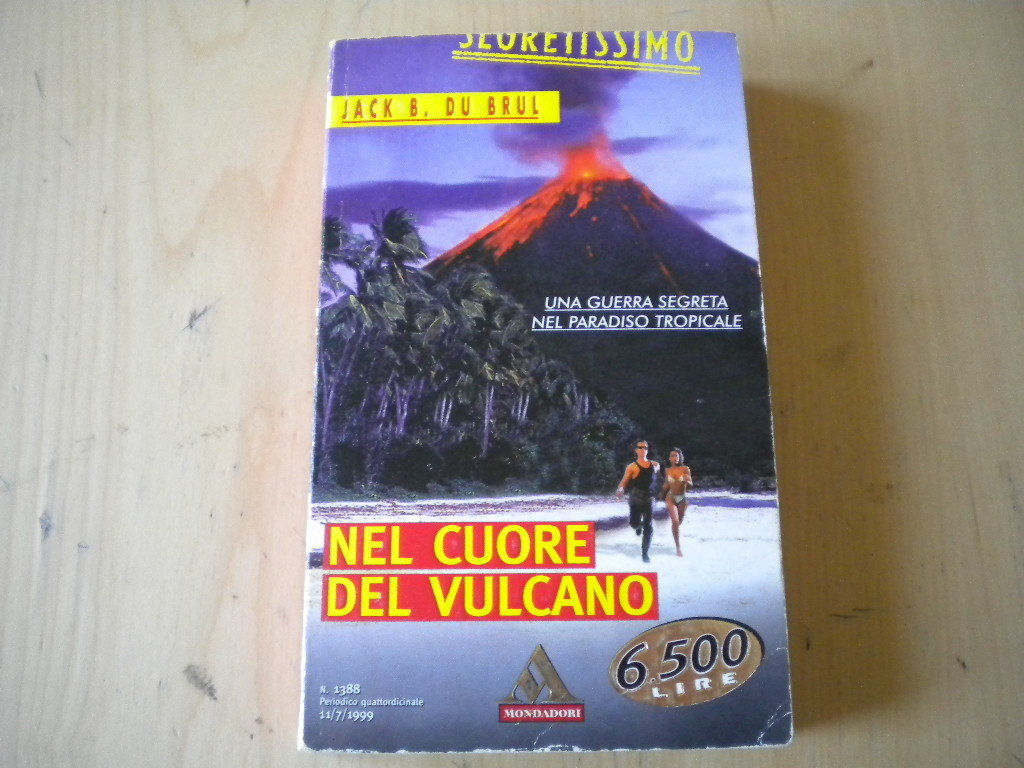 SEGRETISSIMO
JACK B. DU BRUL
UNA GUERRA SEGRETA
NEL PARADISO TROPICALE
NEL CUORE
DEL VULCANO
6.500
LIRE
N. 1388
Periodico quattordicinale
11/7/1999
MONDADORI